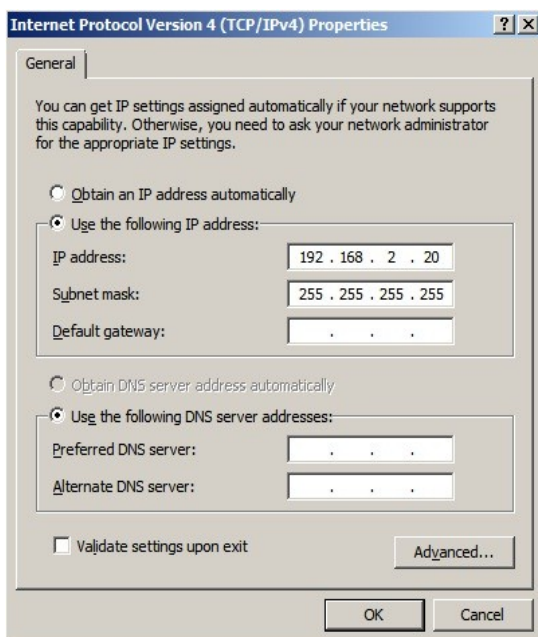 Internet Protocol Version 4 (TCP/IPv4) Properties
General
You can get IP settings assigned automatically if your network supports
this capability. Otherwise, you need to ask your network administrator
for the appropriate IP settings.
Obtain an IP address automatically
Use the following IP address:
IP address: 192 . 168 . 2 . 20
Subnet mask: 255 . 255 . 255 . 255
Default gateway: . . .
Obtain DNS server address automatically
Use the following DNS server addresses:
Preferred DNS server: . . .
Alternate DNS server: . . .
Validate settings upon exit
Advanced...
OK Cancel